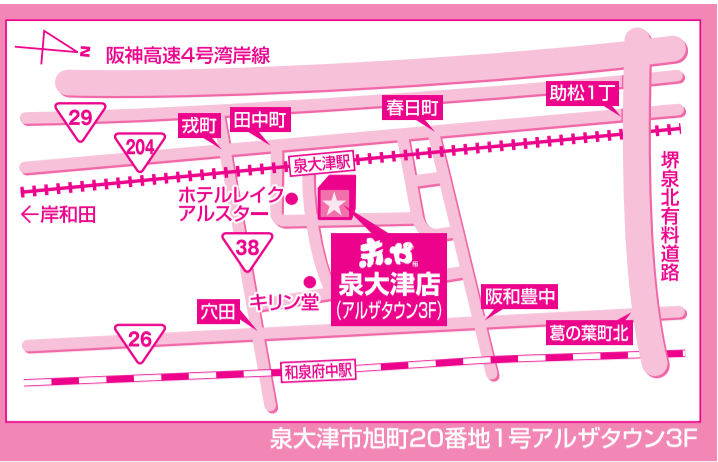 N
阪神高速4号湾岸線
29
戎町
田中町
春日町
助松1丁
204
泉大津駅
堺泉北有料道路
ホテルレイク
アルスター
←岸和田
38
赤から
泉大津店
(アルザタウン3F)
キリン堂
穴田
阪和豊中
26
葛の葉町北
和泉府中駅
泉大津市旭町20番地1号アルザタウン3F